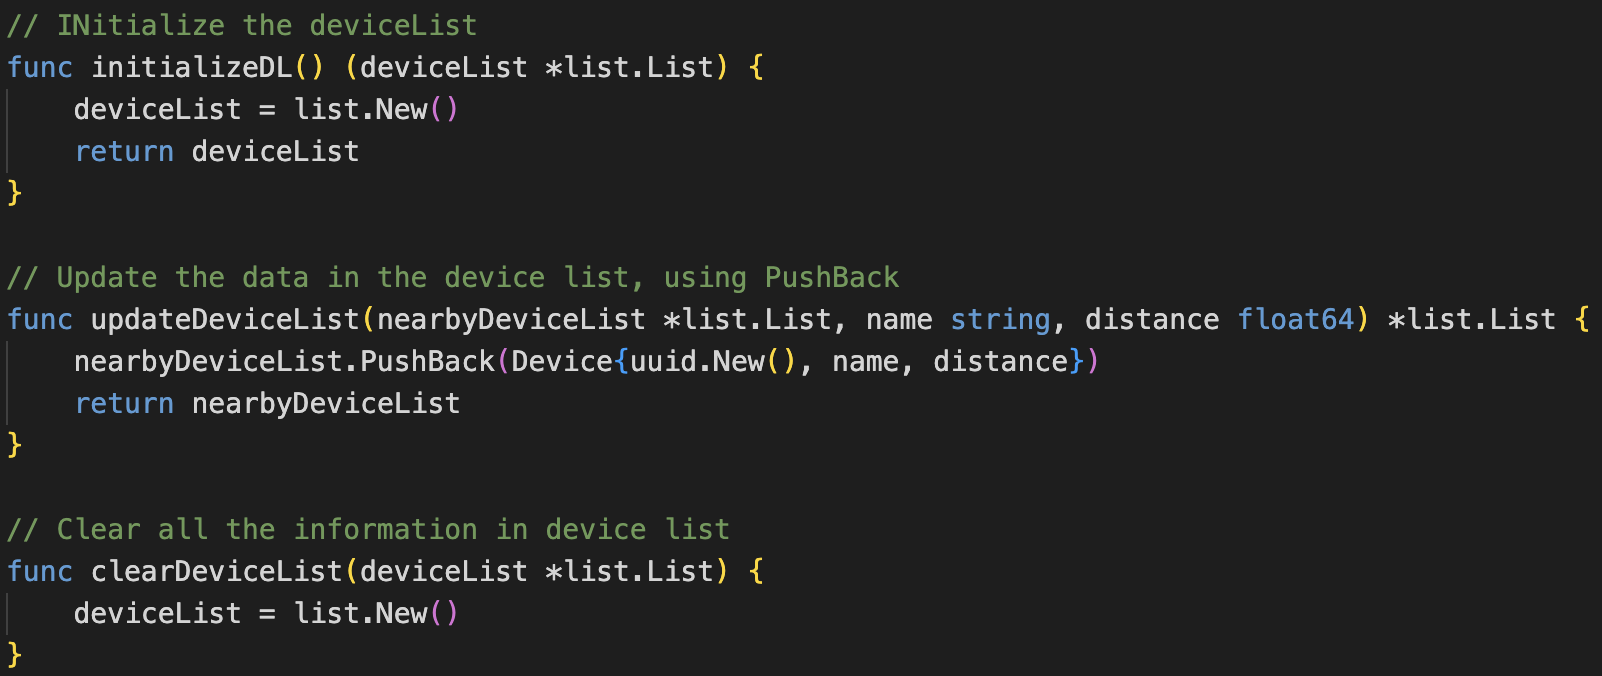 // INitialize the deviceList
func initializeDL() (deviceList *list.List) {
    deviceList = list.New()
    return deviceList
}
// Update the data in the device list, using PushBack
func updateDeviceList(nearbyDeviceList *list.List, name string, distance float64) *list.List {
    nearbyDeviceList.PushBack(Device{uuid.New(), name, distance})
    return nearbyDeviceList
}
// Clear all the information in device list
func clearDeviceList(deviceList *list.List) {
    deviceList = list.New()
}